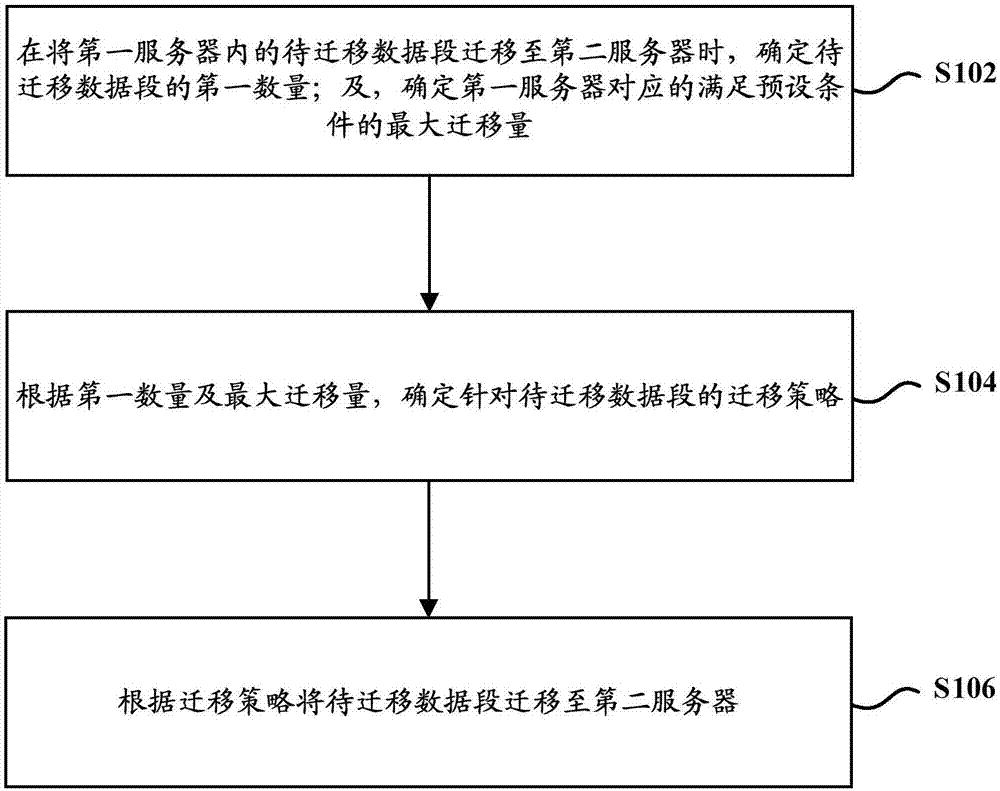 在将第一服务器内的待迁移数据段迁移至第二服务器时，确定待
迁移数据段的第一数量；及，确定第一服务器对应的满足预设条
件的最大迁移量
S102
根据第一数量及最大迁移量，确定针对待迁移数据段的迁移策略
S104
根据迁移策略将待迁移数据段迁移至第二服务器
S106